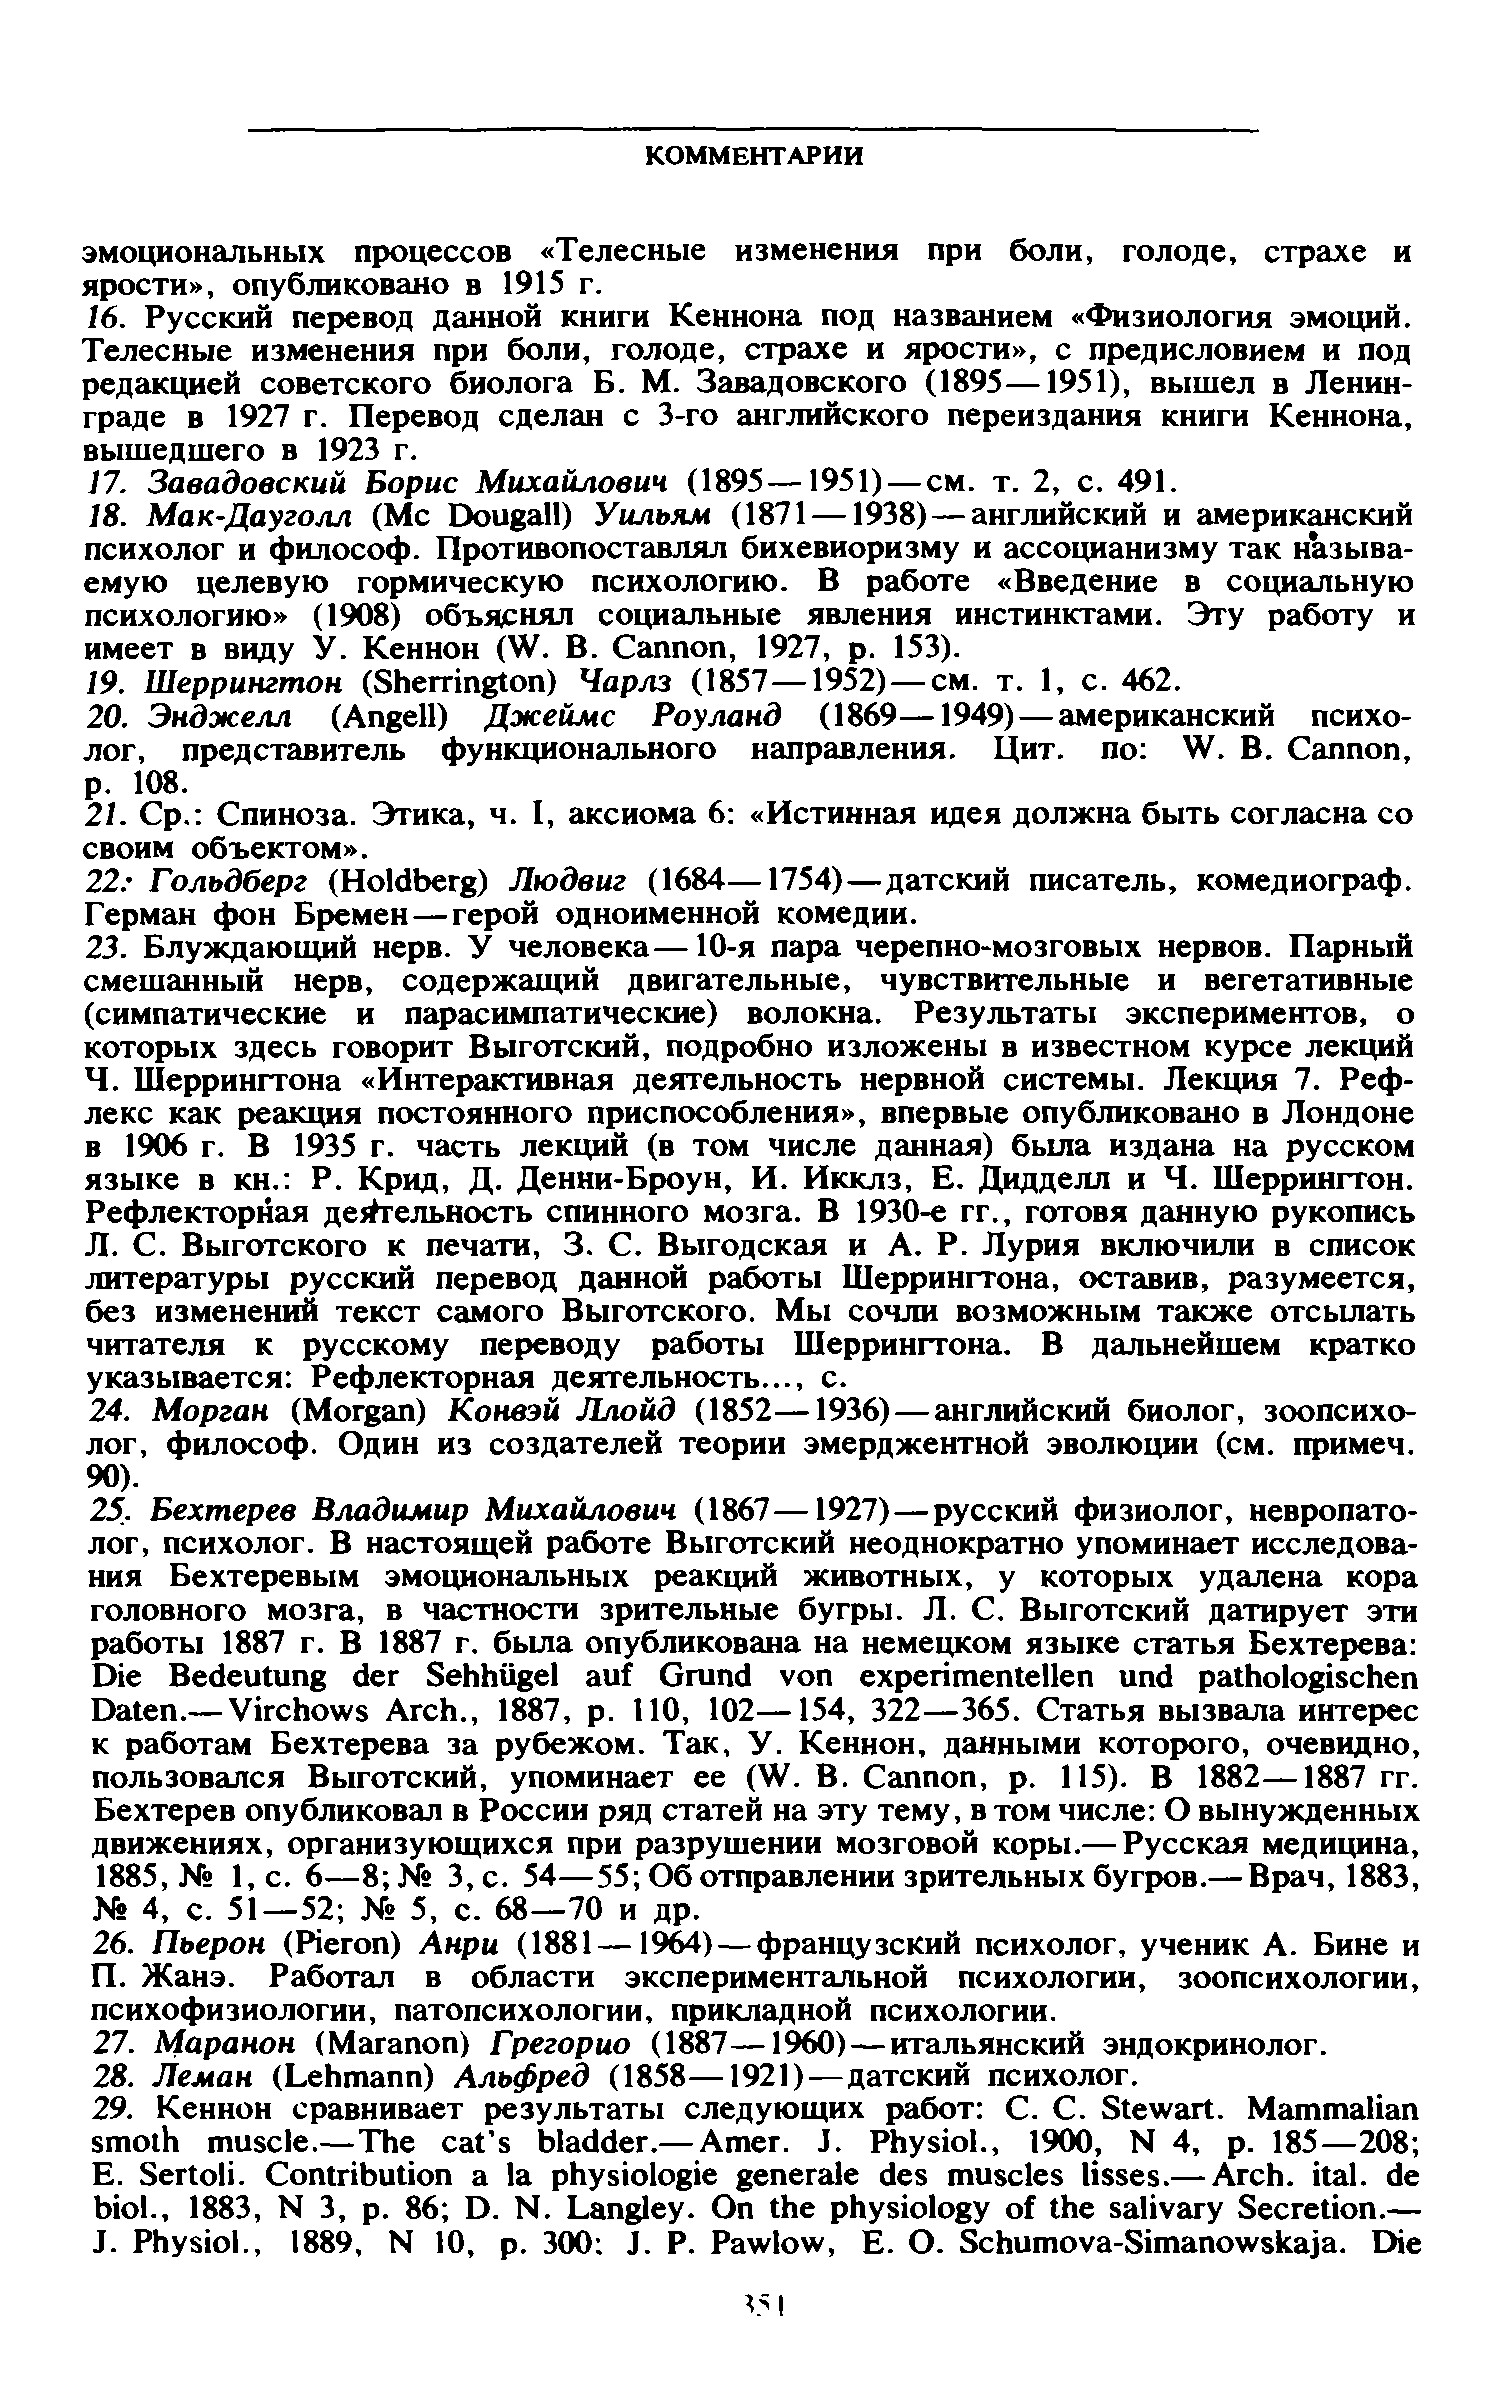 КОММЕНТАРИИ
эмоциональных процессов «Телесные изменения при боли, голоде, страхе и
ярости», опубликовано в 1915 г.
16. Русский перевод данной книги Кеннона под названием «Физиология эмоций.
Телесные изменения при боли, голоде, страхе и ярости», с предисловием и под
редакцией советского биолога Б. М. Завадовского (1895—1951), вышел в Ленин-
граде в 1927 г. Перевод сделан с 3-го английского переиздания книги Кеннона,
вышедшего в 1923 г.
17. Завадовский Борис Михайлович (1895—1951)—см. т. 2, с. 491.
18. Мак-Дауголл (Mc Dougall) Уильям (1871—1938)—английский и американский
психолог и философ. Противопоставлял бихевиоризму и ассоцианизму так называ-
емую целевую гормическую психологию. В работе «Введение в социальную
психологию» (1908) объяснял социальные явления инстинктами. Эту работу и
имеет в виду У. Кеннон (W. B. Cannon, 1927, p. 153).
19. Шеррингтон (Sherrington) Чарлз (1857—1952)—см. т. 1, с. 462.
20. Энджелл (Angell) Джеймс Роуланд (1869—1949)—американский психо-
лог, представитель функционального направления. Цит. по: W. B. Cannon,
p. 108.
21. Ср.: Спиноза. Этика, ч. I, аксиома 6: «Истинная идея должна быть согласна со
своим объектом».
22. Гольдберг (Holdberg) Людвиг (1684—1754)—датский писатель, комедиограф.
Герман фон Бремен—герой одноименной комедии.
23. Блуждающий нерв. У человека—10-я пара черепно-мозговых нервов. Парный
смешанный нерв, содержащий двигательные, чувствительные и вегетативные
(симпатические и парасимпатические) волокна. Результаты экспериментов, о
которых здесь говорит Выготский, подробно изложены в известном курсе лекций
Ч. Шеррингтона «Интерактивная деятельность нервной системы. Лекция 7. Реф-
лекс как реакция постоянного приспособления», впервые опубликовано в Лондоне
в 1906 г. В 1935 г. часть лекций (в том числе данная) была издана на русском
языке в кн.: Р. Крид, Д. Денни-Броун, И. Икклз, Е. Дидделл и Ч. Шеррингтон.
Рефлекторная деятельность спинного мозга. В 1930-е гг., готовя данную рукопись
Л. С. Выготского к печати, З. С. Выгодская и А. Р. Лурия включили в список
литературы русский перевод данной работы Шеррингтона, оставив, разумеется,
без изменений текст самого Выготского. Мы сочли возможным также отсылать
читателя к русскому переводу работы Шеррингтона. В дальнейшем кратко
указывается: Рефлекторная деятельность..., с.
24. Морган (Morgan) Конвэй Ллойд (1852—1936)—английский биолог, зоопсихо-
лог, философ. Один из создателей теории эмерджентной эволюции (см. примеч.
90).
25. Бехтерев Владимир Михайлович (1867—1927)—русский физиолог, невропато-
лог, психолог. В настоящей работе Выготский неоднократно упоминает исследова-
ния Бехтеревым эмоциональных реакций животных, у которых удалена кора
головного мозга, в частности зрительные бугры. Л. С. Выготский датирует эти
работы 1887 г. В 1887 г. была опубликована на немецком языке статья Бехтерева:
Die Bedeutung der Sehhügel auf Grund von experimentellen und pathologischen
Daten.—Virchows Arch., 1887, p. 110, 102—154, 322—365. Статья вызвала интерес
к работам Бехтерева за рубежом. Так, У. Кеннон, данными которого, очевидно,
пользовался Выготский, упоминает ее (W. B. Cannon, p. 115). В 1882—1887 гг.
Бехтерев опубликовал в России ряд статей на эту тему, в том числе: О вынужденных
движениях, организующихся при разрушении мозговой коры.—Русская медицина,
1885, № 1, с. 6—8; № 3, с. 54—55; Об отправлении зрительных бугров.—Врач, 1883,
№ 4, с. 51—52; № 5, с. 68—70 и др.
26. Пьерон (Pieron) Анри (1881—1964)—французский психолог, ученик А. Бине и
П. Жанэ. Работал в области экспериментальной психологии, зоопсихологии,
психофизиологии, патопсихологии, прикладной психологии.
27. Маранон (Maranon) Грегорио (1887—1960)—итальянский эндокринолог.
28. Леман (Lehmann) Альфред (1858—1921)—датский психолог.
29. Кеннон сравнивает результаты следующих работ: C. C. Stewart. Mammalian
smoth muscle.—The cat's bladder.—Amer. J. Physiol., 1900, N 4, p. 185—208;
E. Sertoli. Contribution a la physiologie generale des muscles lisses.—Arch. ital. de
biol., 1883, N 3, p. 86; D. N. Langley. On the physiology of the salivary Secretion.—
J. Physiol., 1889, N 10, p. 300; J. P. Pawlow, E. O. Schumova-Simanowskaja. Die
351